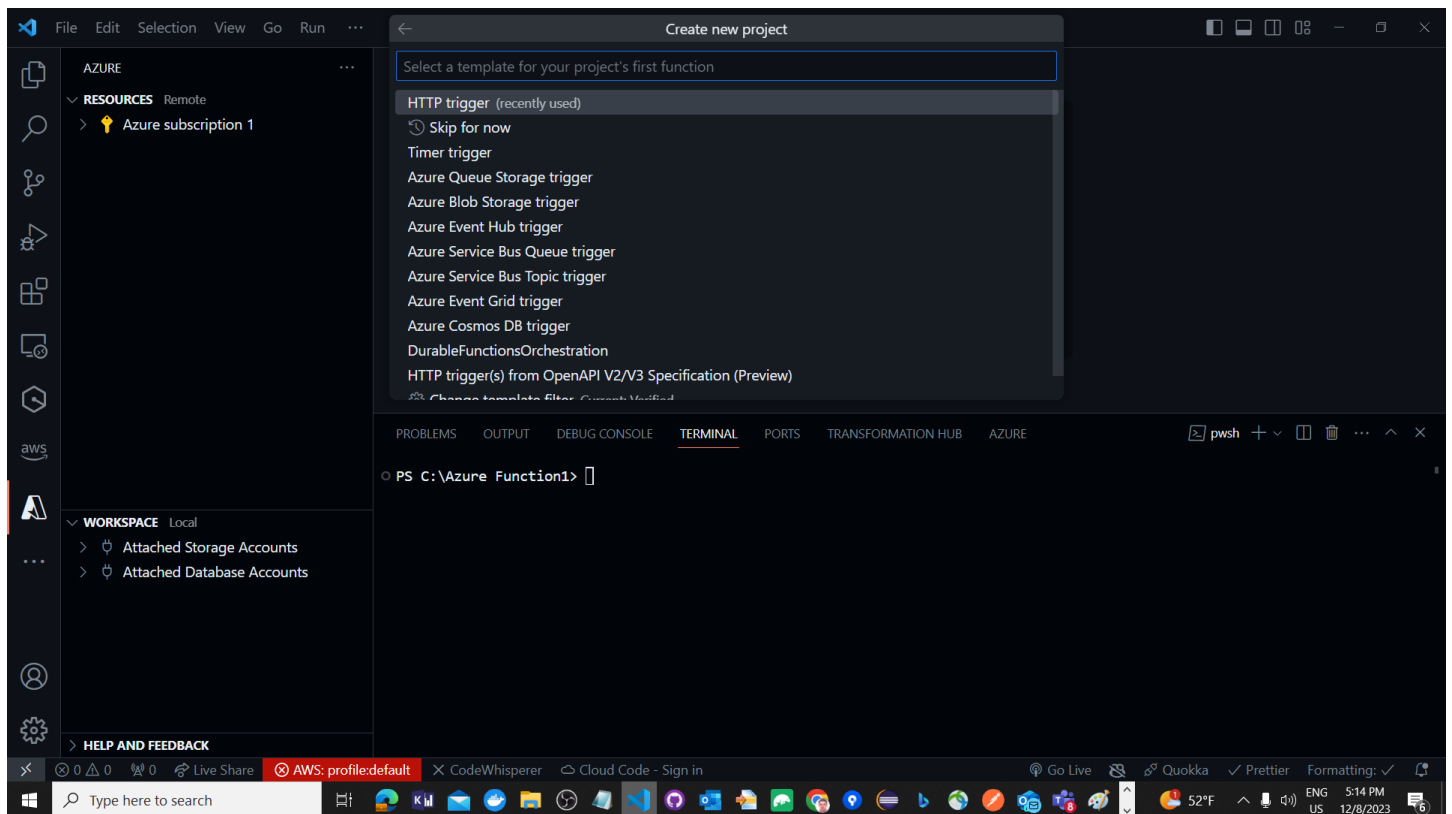 File Edit Selection View Go Run ···
Create new project
Select a template for your project's first function
HTTP trigger (recently used)
Skip for now
Timer trigger
Azure Queue Storage trigger
Azure Blob Storage trigger
Azure Event Hub trigger
Azure Service Bus Queue trigger
Azure Service Bus Topic trigger
Azure Event Grid trigger
Azure Cosmos DB trigger
DurableFunctionsOrchestration
HTTP trigger(s) from OpenAPI V2/V3 Specification (Preview)
Change template filter Current: Verified
AZURE
RESOURCES Remote
Azure subscription 1
aws
WORKSPACE Local
Attached Storage Accounts
Attached Database Accounts
HELP AND FEEDBACK
PROBLEMS OUTPUT DEBUG CONSOLE TERMINAL PORTS TRANSFORMATION HUB AZURE
pwsh
PS C:\Azure Function1>
0 0 0 Live Share AWS: profile:default CodeWhisperer Cloud Code - Sign in Go Live Quokka Prettier Formatting:
Type here to search
52°F
ENG
US
5:14 PM
12/8/2023
6